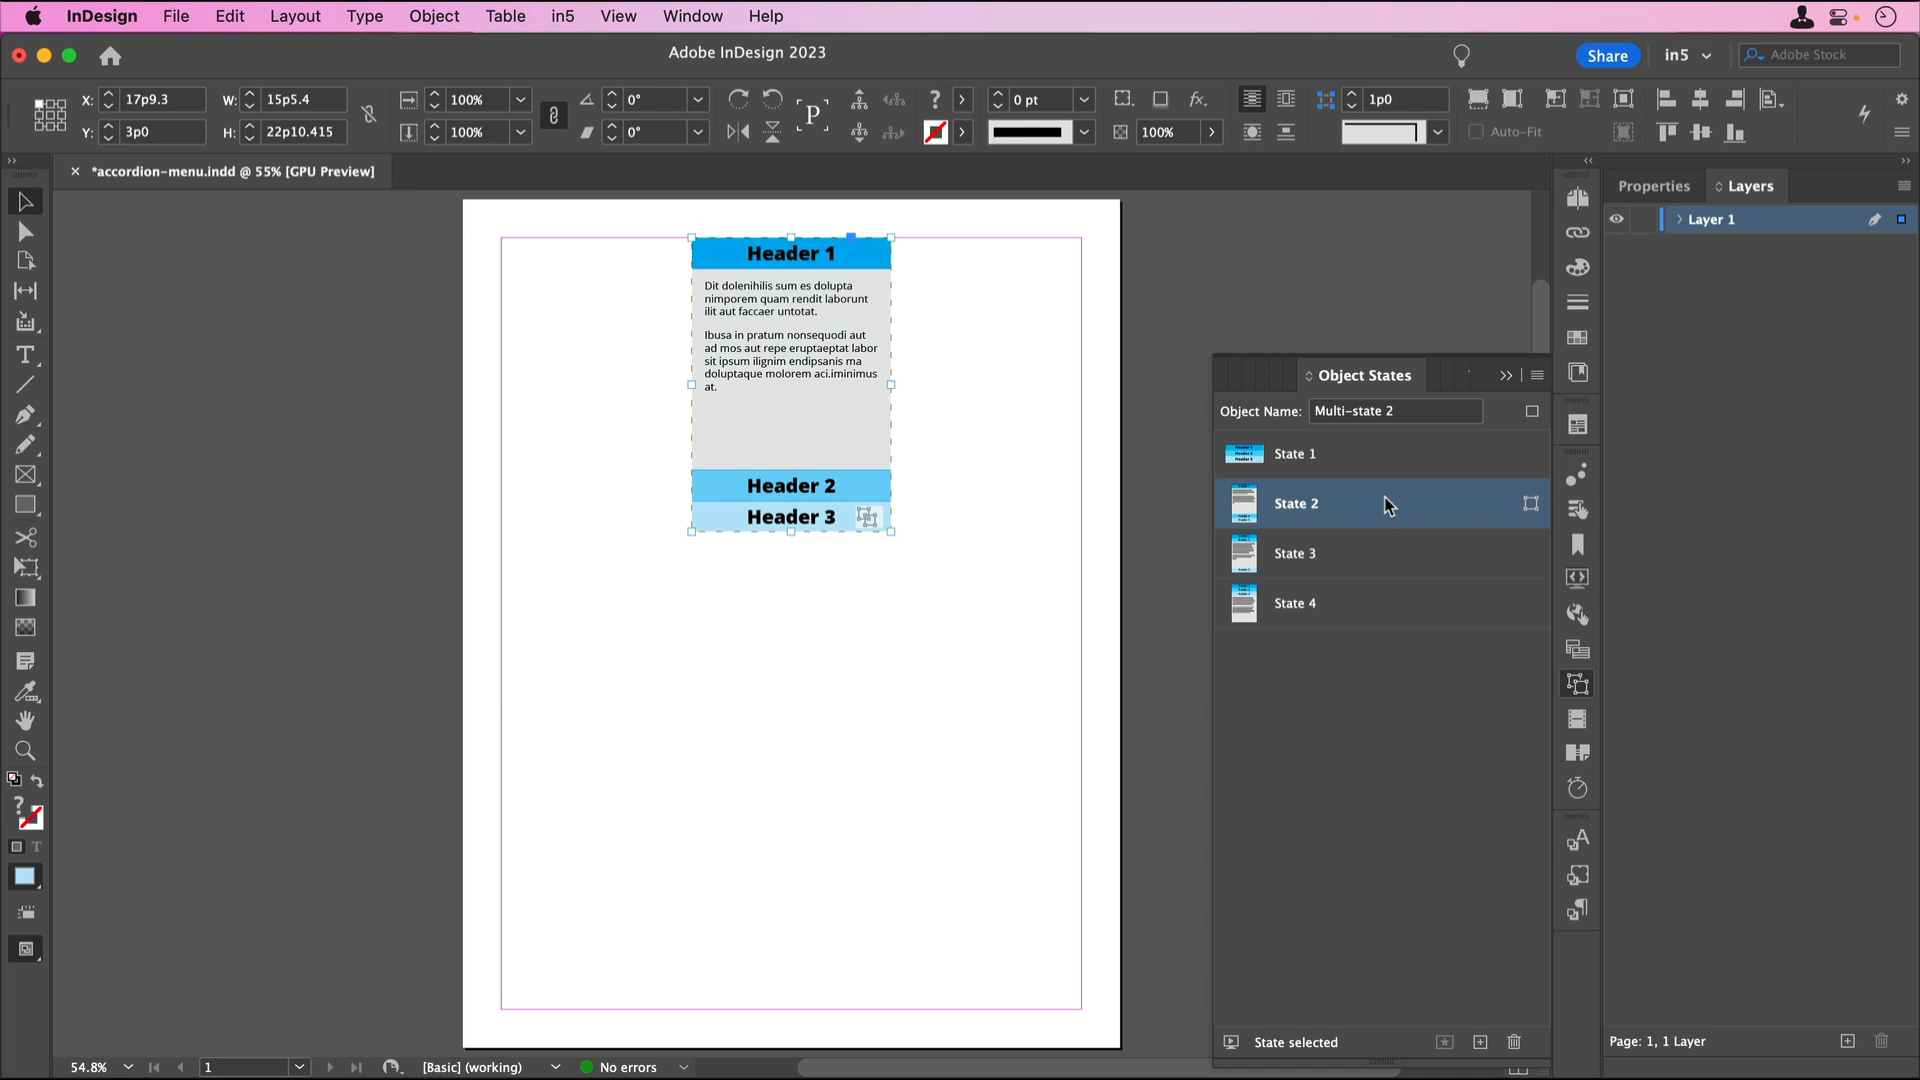 InDesign File Edit Layout Type Object Table in5 View Window Help
Adobe InDesign 2023
Share
in5
Adobe Stock
X: 17p9.3
W: 15p5.4
100%
0°
P
?
0 pt
fx.
1p0
Y: 3p0
H: 22p10.415
100%
0°
100%
Auto-Fit
*accordion-menu.indd @ 55% [GPU Preview]
Properties
Layers
Layer 1
Header 1
Dit dolenihilis sum es dolupta
nimporem quam rendit laborunt
ilit aut faccaer untotat.
Ibusa in pratum nonsequodi aut
ad mos aut repe eruptaeptat labor
sit ipsum ilignim endipsanis ma
doluptaque molorem aci.iminimus
at.
Header 2
Header 3
Object States
Object Name: Multi-state 2
State 1
State 2
State 3
State 4
State selected
Page: 1, 1 Layer
54.8%
1
[Basic] (working)
No errors